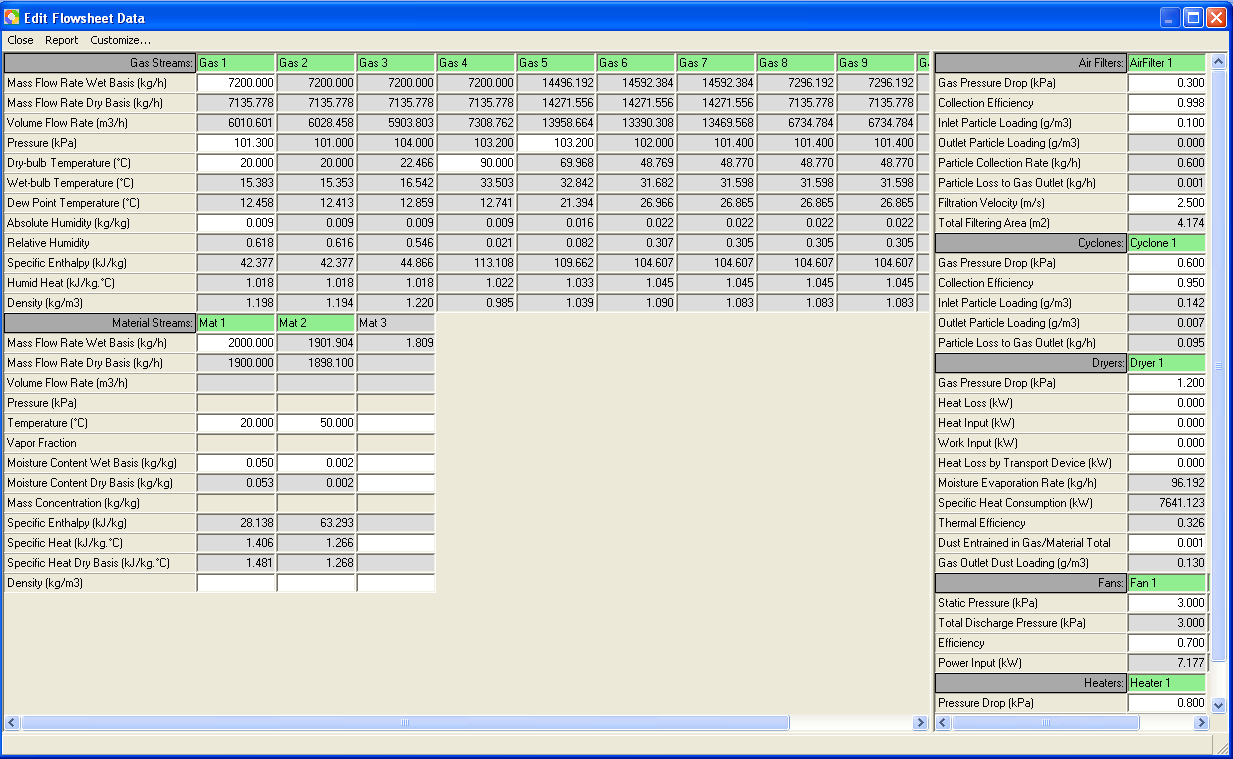 Edit Flowsheet Data
Close Report Customize...
Gas Streams: Gas 1 Gas 2 Gas 3 Gas 4 Gas 5 Gas 6 Gas 7 Gas 8 Gas 9
Mass Flow Rate Wet Basis (kg/h) 7200.000 7200.000 7200.000 7200.000 14496.192 14592.384 14592.384 7296.192 7296.192
Mass Flow Rate Dry Basis (kg/h) 7135.778 7135.778 7135.778 7135.778 14271.556 14271.556 14271.556 7135.778 7135.778
Volume Flow Rate (m3/h) 6010.601 6028.458 5903.803 7308.762 13958.664 13390.308 13469.568 6734.784 6734.784
Pressure (kPa) 101.300 101.000 104.000 103.200 103.200 102.000 101.400 101.400 101.400
Dry-bulb Temperature (°C) 20.000 20.000 22.466 90.000 69.968 48.769 48.770 48.770 48.770
Wet-bulb Temperature (°C) 15.383 15.353 16.542 33.503 32.842 31.682 31.598 31.598 31.598
Dew Point Temperature (°C) 12.458 12.413 12.859 12.741 21.394 26.966 26.865 26.865 26.865
Absolute Humidity (kg/kg) 0.009 0.009 0.009 0.009 0.016 0.022 0.022 0.022 0.022
Relative Humidity 0.618 0.616 0.546 0.021 0.082 0.307 0.305 0.305 0.305
Specific Enthalpy (kJ/kg) 42.377 42.377 44.866 113.108 109.662 104.607 104.607 104.607 104.607
Humid Heat (kJ/kg.°C) 1.018 1.018 1.018 1.022 1.033 1.045 1.045 1.045 1.045
Density (kg/m3) 1.198 1.194 1.220 0.985 1.039 1.090 1.083 1.083 1.083
Material Streams: Mat 1 Mat 2 Mat 3
Mass Flow Rate Wet Basis (kg/h) 2000.000 1901.904 1.809
Mass Flow Rate Dry Basis (kg/h) 1900.000 1898.100
Volume Flow Rate (m3/h)
Pressure (kPa)
Temperature (°C) 20.000 50.000
Vapor Fraction
Moisture Content Wet Basis (kg/kg) 0.050 0.002
Moisture Content Dry Basis (kg/kg) 0.053 0.002
Mass Concentration (kg/kg)
Specific Enthalpy (kJ/kg) 28.138 63.293
Specific Heat (kJ/kg.°C) 1.406 1.266
Specific Heat Dry Basis (kJ/kg.°C) 1.481 1.268
Density (kg/m3)
Air Filters: AirFilter 1
Gas Pressure Drop (kPa) 0.300
Collection Efficiency 0.998
Inlet Particle Loading (g/m3) 0.100
Outlet Particle Loading (g/m3) 0.000
Particle Collection Rate (kg/h) 0.600
Particle Loss to Gas Outlet (kg/h) 0.001
Filtration Velocity (m/s) 2.500
Total Filtering Area (m2) 4.174
Cyclones: Cyclone 1
Gas Pressure Drop (kPa) 0.600
Collection Efficiency 0.950
Inlet Particle Loading (g/m3) 0.142
Outlet Particle Loading (g/m3) 0.007
Particle Loss to Gas Outlet (kg/h) 0.095
Dryers: Dryer 1
Gas Pressure Drop (kPa) 1.200
Heat Loss (kW) 0.000
Heat Input (kW) 0.000
Work Input (kW) 0.000
Heat Loss by Transport Device (kW) 0.000
Moisture Evaporation Rate (kg/h) 96.192
Specific Heat Consumption (kW) 7641.123
Thermal Efficiency 0.326
Dust Entrained in Gas/Material Total 0.001
Gas Outlet Dust Loading (g/m3) 0.130
Fans: Fan 1
Static Pressure (kPa) 3.000
Total Discharge Pressure (kPa) 3.000
Efficiency 0.700
Power Input (kW) 7.177
Heaters: Heater 1
Pressure Drop (kPa) 0.800